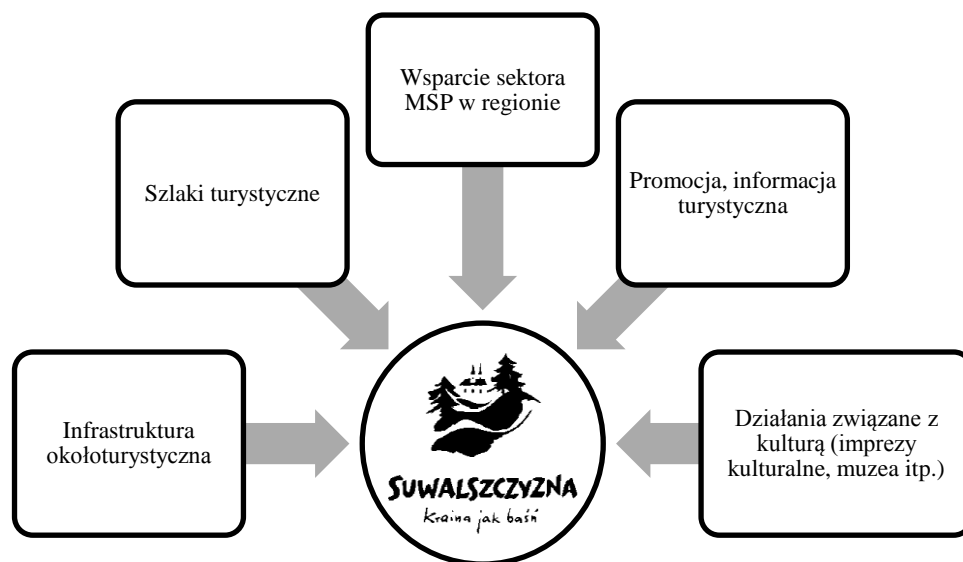 Wsparcie sektora
MSP w regionie
Szlaki turystyczne
Promocja, informacja
turystyczna
Infrastruktura
okołoturystyczna
SUWALSZCZYZNA
Kraina jak baśń
Działania związane z
kulturą (imprezy
kulturalne, muzea itp.)